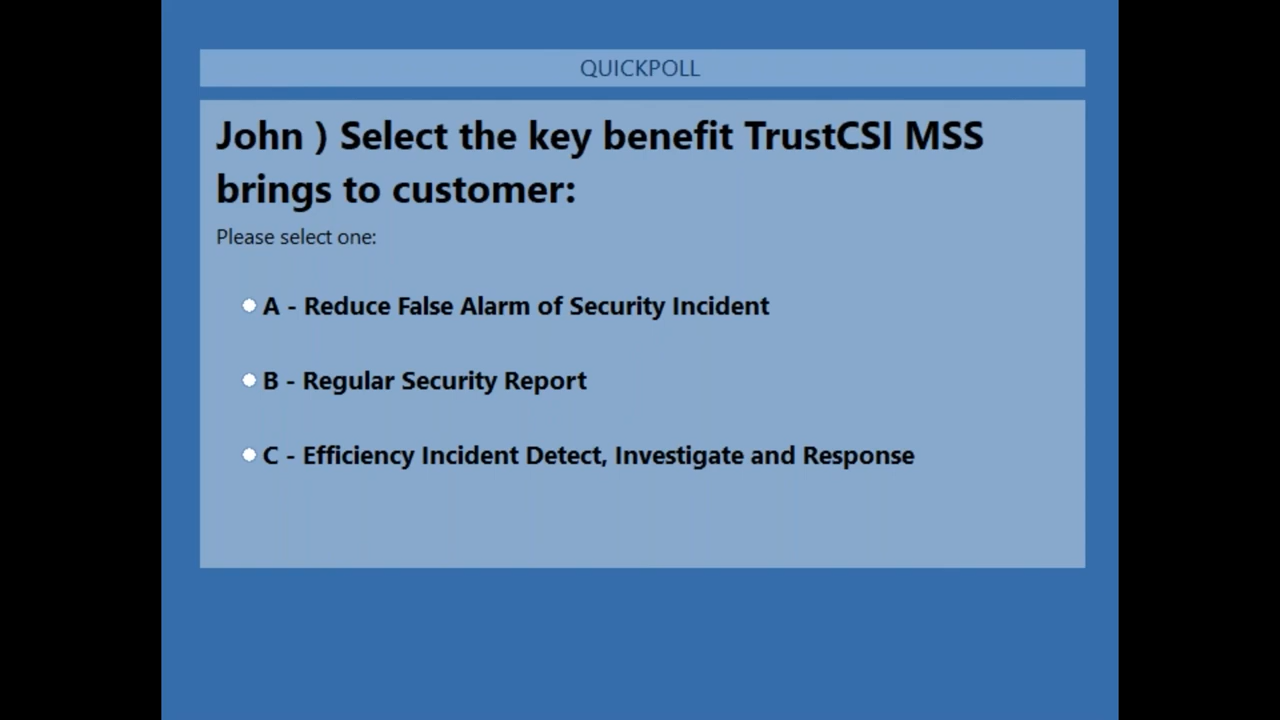 QUICKPOLL
John ) Select the key benefit TrustCSI MSS
brings to customer:
Please select one:
A - Reduce False Alarm of Security Incident
B - Regular Security Report
C - Efficiency Incident Detect, Investigate and Response